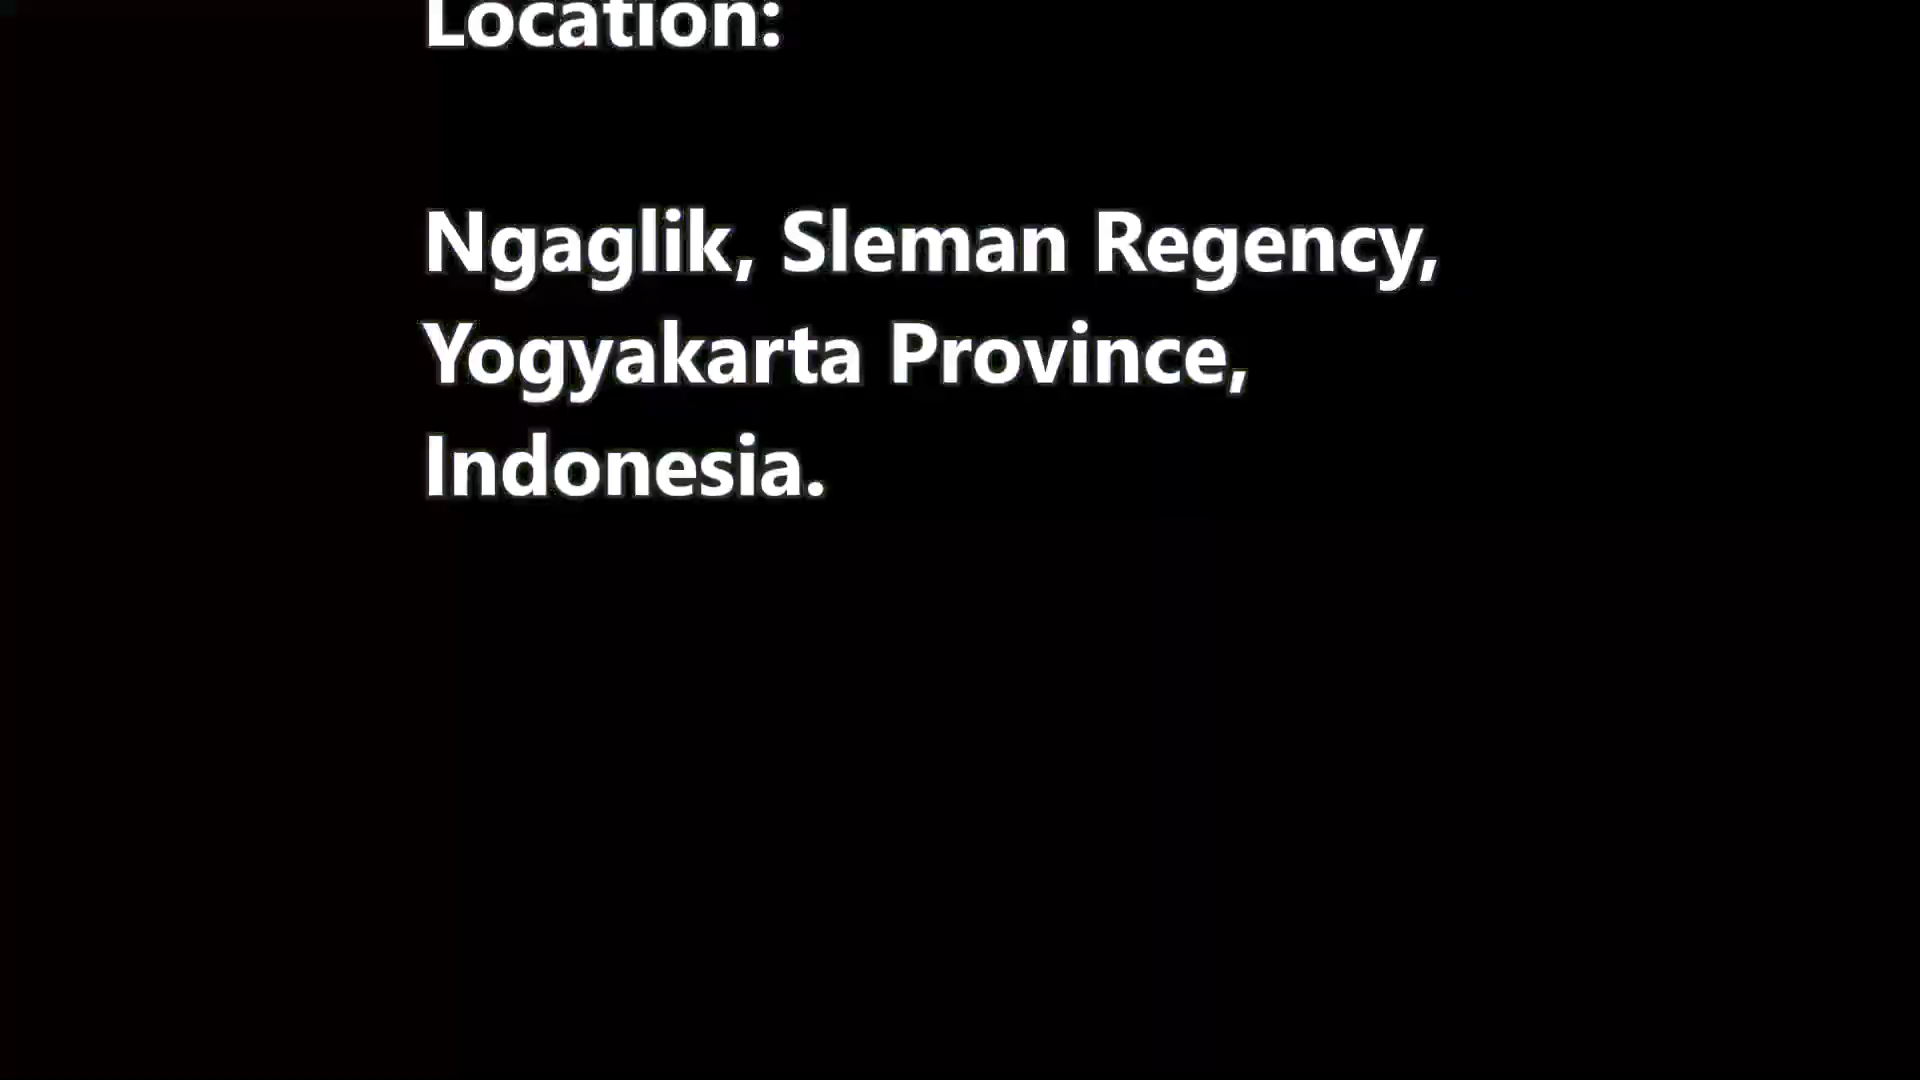 Location:
Ngaglik, Sleman Regency,
Yogyakarta Province,
Indonesia.